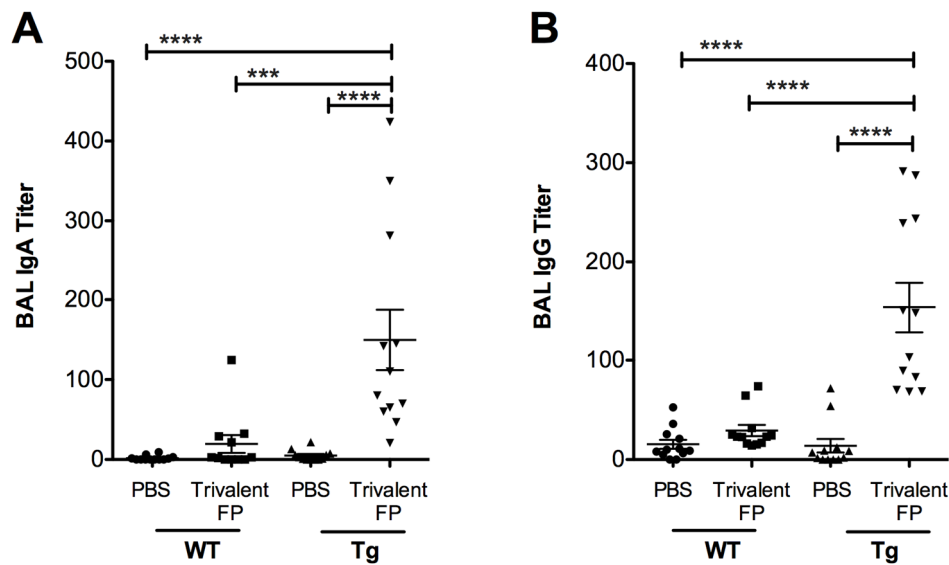 A
****
***
****
500
400
300
200
100
0
BAL IgA Titer
PBS Trivalent FP PBS Trivalent FP
WT Tg
B
****
****
****
400
300
200
100
0
BAL IgG Titer
PBS Trivalent FP PBS Trivalent FP
WT Tg